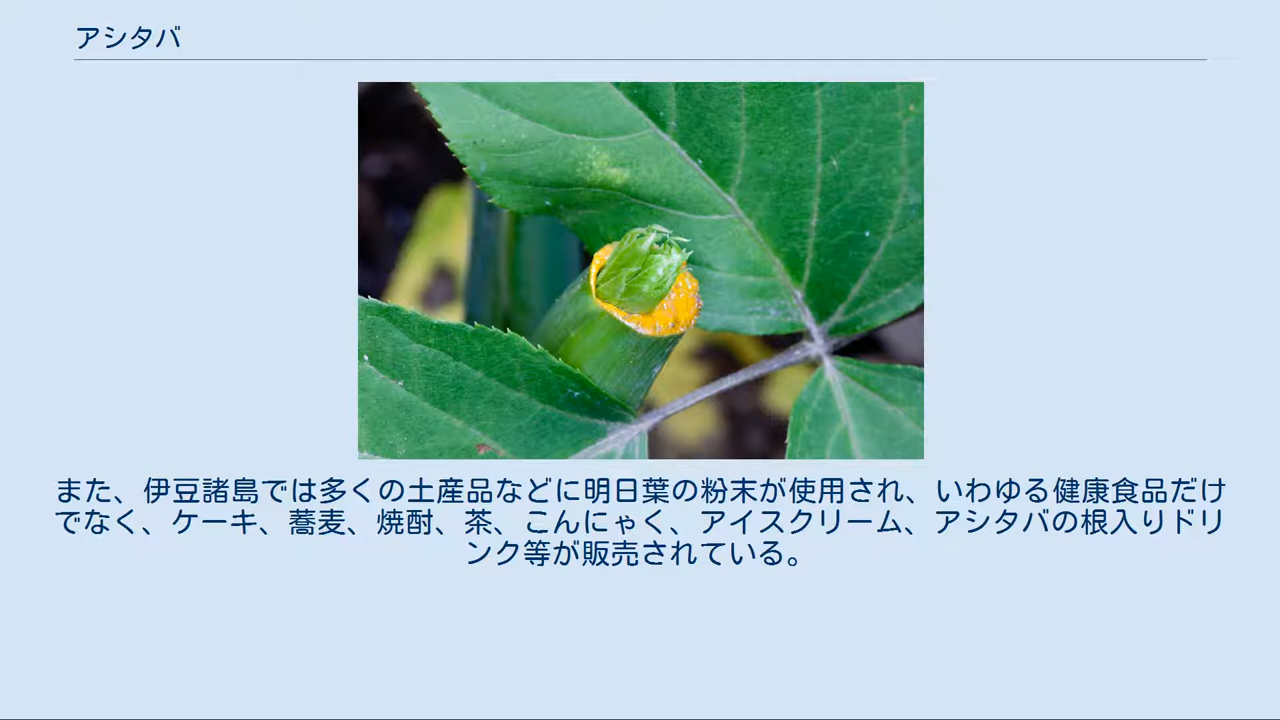 アシタバ
また、伊豆諸島では多くの土産品などに明日葉の粉末が使用され、いわゆる健康食品だけ
でなく、ケーキ、蕎麦、焼酎、茶、こんにゃく、アイスクリーム、アシタバの根入りドリ
ンク等が販売されている。